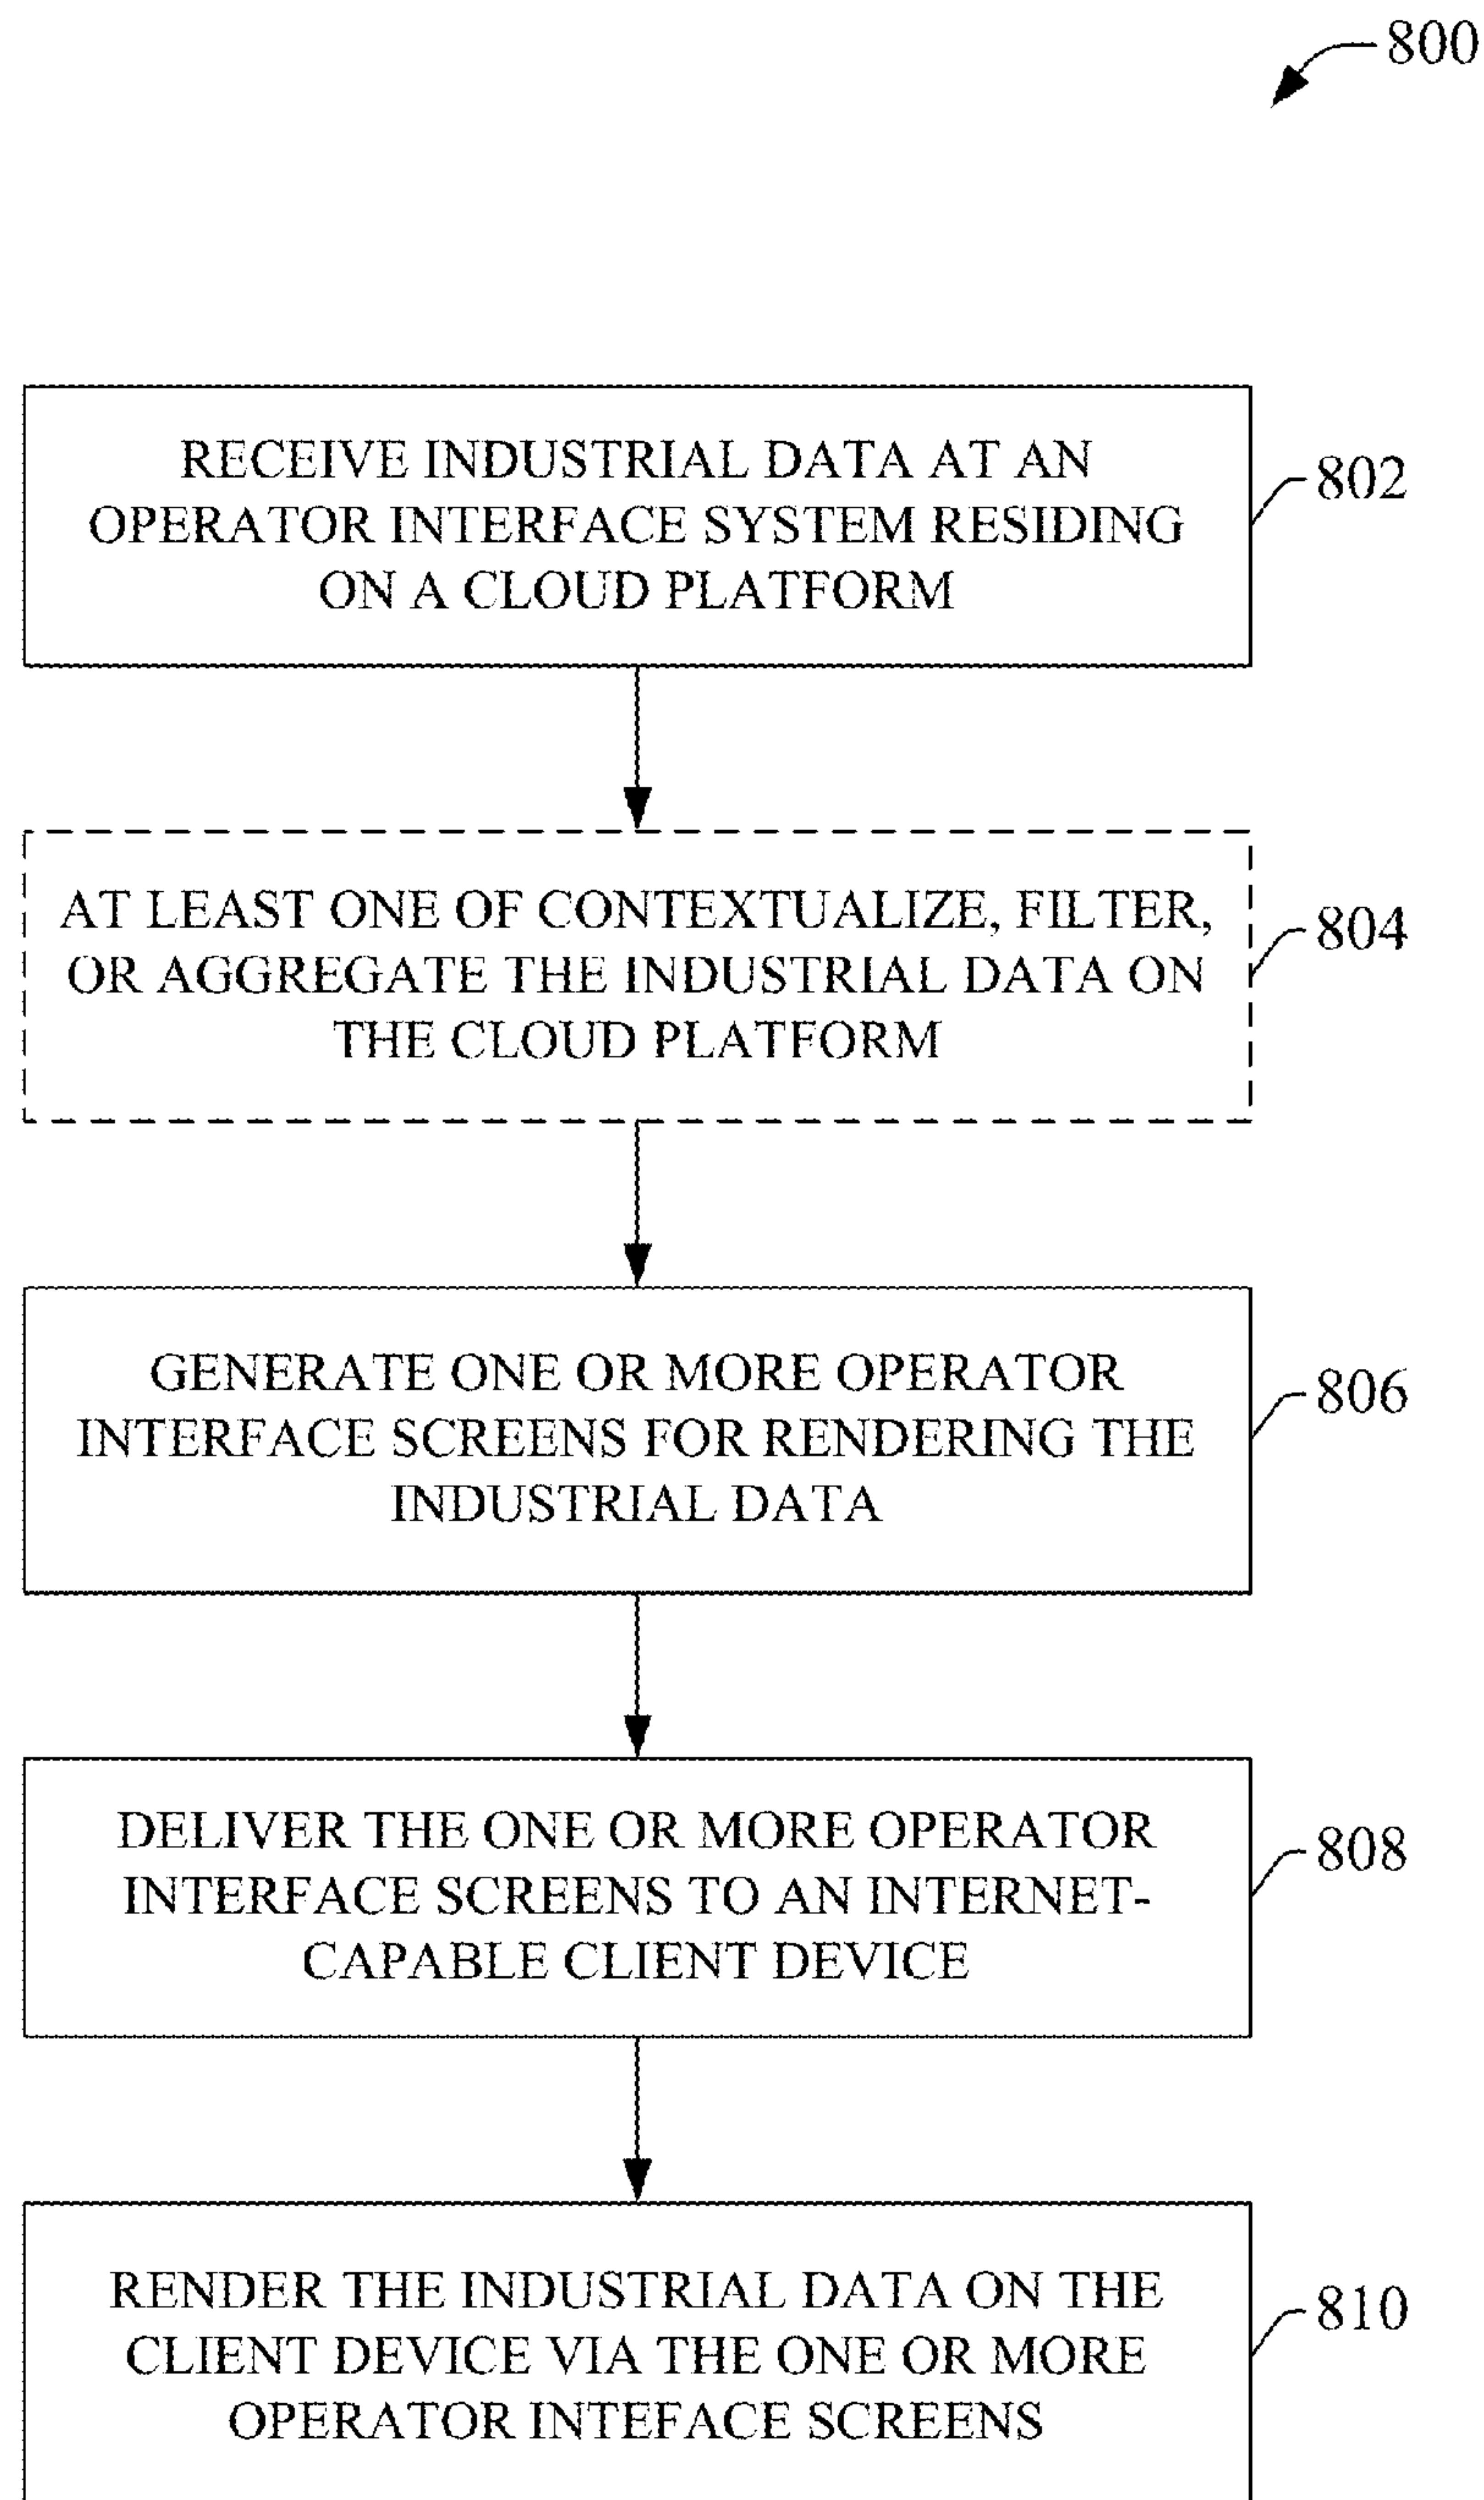 800
RECEIVE INDUSTRIAL DATA AT AN
OPERATOR INTERFACE SYSTEM RESIDING
ON A CLOUD PLATFORM
802
AT LEAST ONE OF CONTEXTUALIZE, FILTER,
OR AGGREGATE THE INDUSTRIAL DATA ON
THE CLOUD PLATFORM
804
GENERATE ONE OR MORE OPERATOR
INTERFACE SCREENS FOR RENDERING THE
INDUSTRIAL DATA
806
DELIVER THE ONE OR MORE OPERATOR
INTERFACE SCREENS TO AN INTERNET-
CAPABLE CLIENT DEVICE
808
RENDER THE INDUSTRIAL DATA ON THE
CLIENT DEVICE VIA THE ONE OR MORE
OPERATOR INTEFACE SCREENS
810